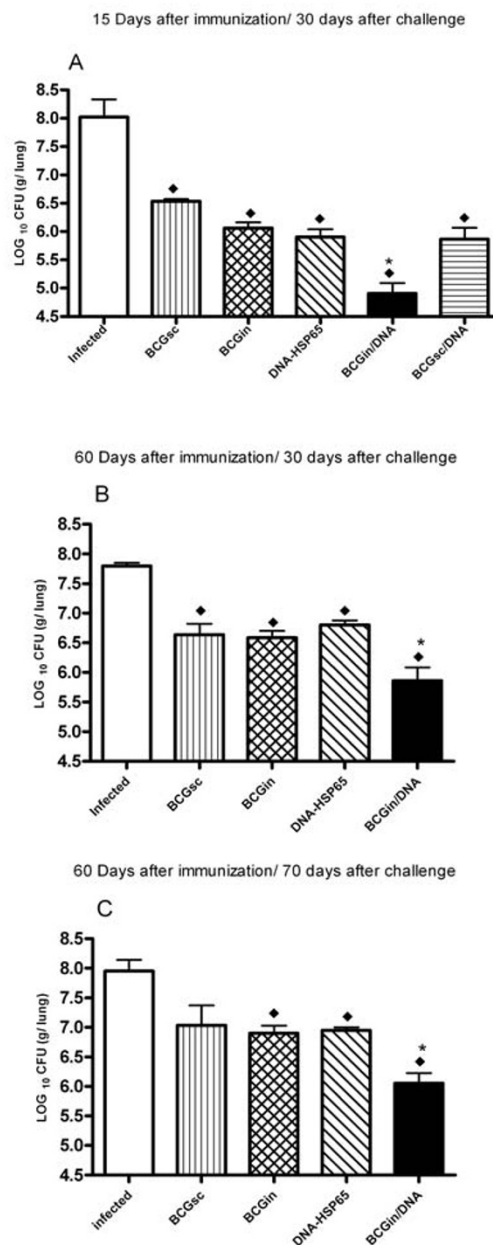 15 Days after immunization/ 30 days after challenge
A
LOG 10 CFU (g/ lung)
8.5
8.0
7.5
7.0
6.5
6.0
5.5
5.0
4.5
◆
◆
◆
*
◆
◆
Infected
BCGsc
BCGin
DNA-HSP65
BCGin/DNA
BCGsc/DNA
60 Days after immunization/ 30 days after challenge
B
LOG 10 CFU (g/ lung)
8.5
8.0
7.5
7.0
6.5
6.0
5.5
5.0
4.5
◆
◆
◆
*
◆
Infected
BCGsc
BCGin
DNA-HSP65
BCGin/DNA
60 Days after immunization/ 70 days after challenge
C
LOG 10 CFU (g/ lung)
8.5
8.0
7.5
7.0
6.5
6.0
5.5
5.0
4.5
◆
◆
*
◆
infected
BCGsc
BCGin
DNA-HSP65
BCGin/DNA